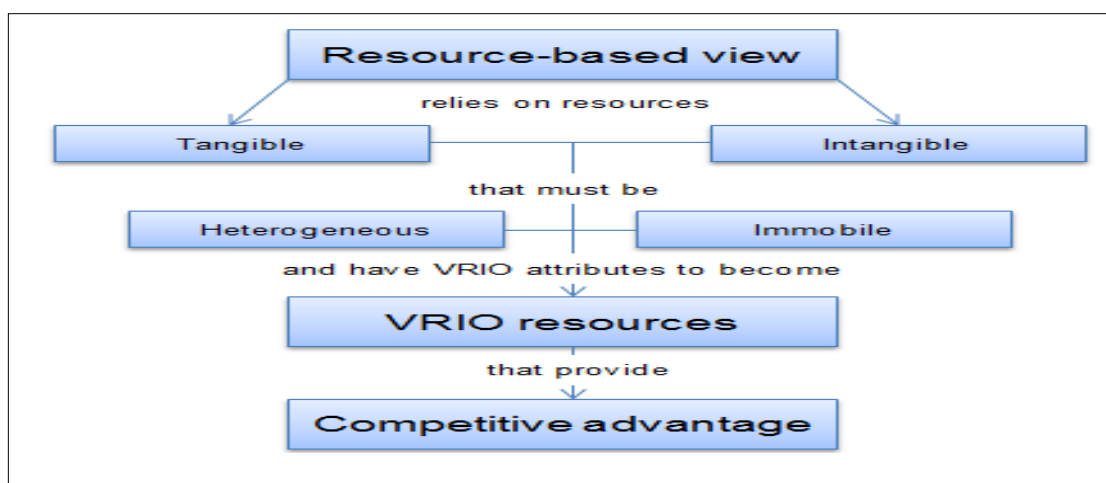 Resource-based view
relies on resources
Tangible
Intangible
that must be
Heterogeneous
Immobile
and have VRIO attributes to become
VRIO resources
that provide
Competitive advantage